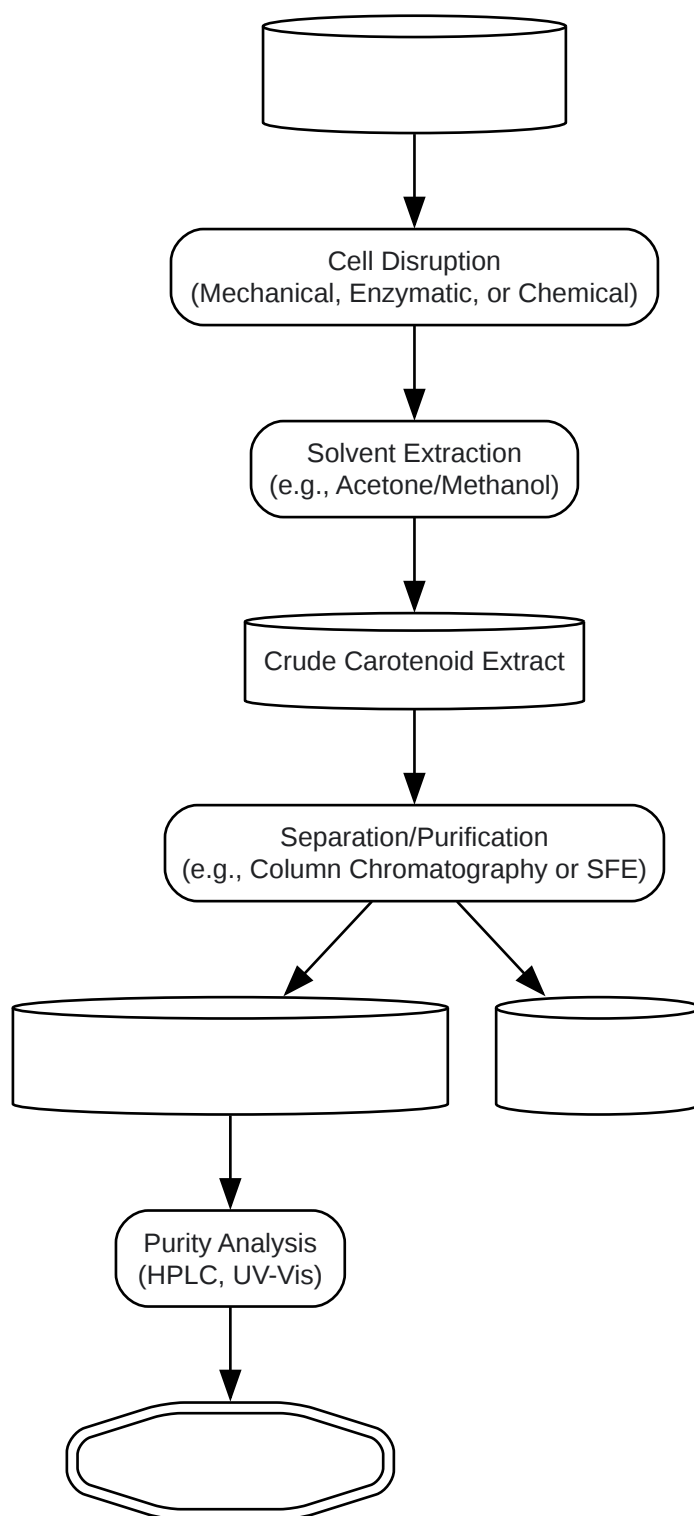 Cell Disruption
(Mechanical, Enzymatic, or Chemical)
Solvent Extraction
(e.g., Acetone/Methanol)
Crude Carotenoid Extract
Separation/Purification
(e.g., Column Chromatography or SFE)
Purity Analysis
(HPLC, UV-Vis)